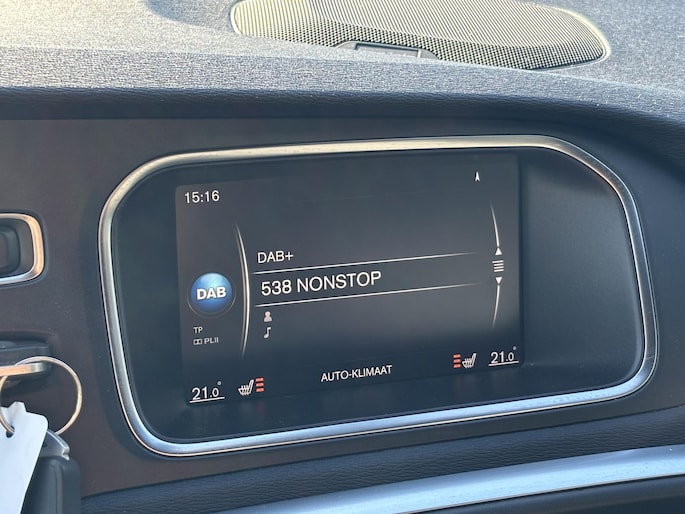 15:16
DAB+
538 NONSTOP
DAB
TP
PLII
AUTO-KLIMAAT
21.0°
21.0°